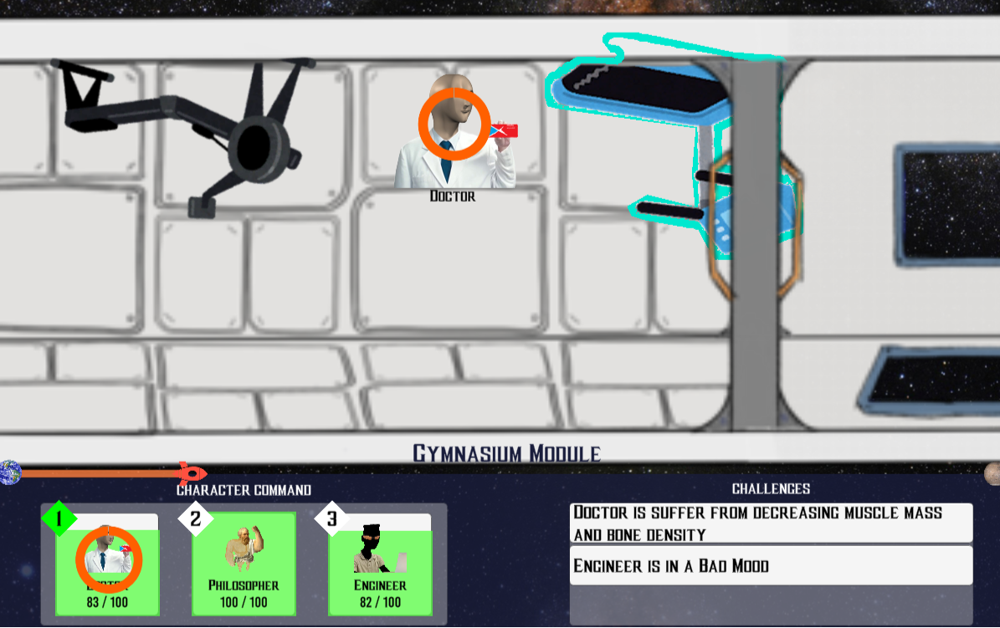 Doctor
Gymnasium Module
Character Command
Challenges
1
2
3
Doctor
Philosopher
Engineer
83 / 100
100 / 100
82 / 100
Doctor is suffer from decreasing muscle mass
and bone density
Engineer is in a Bad Mood